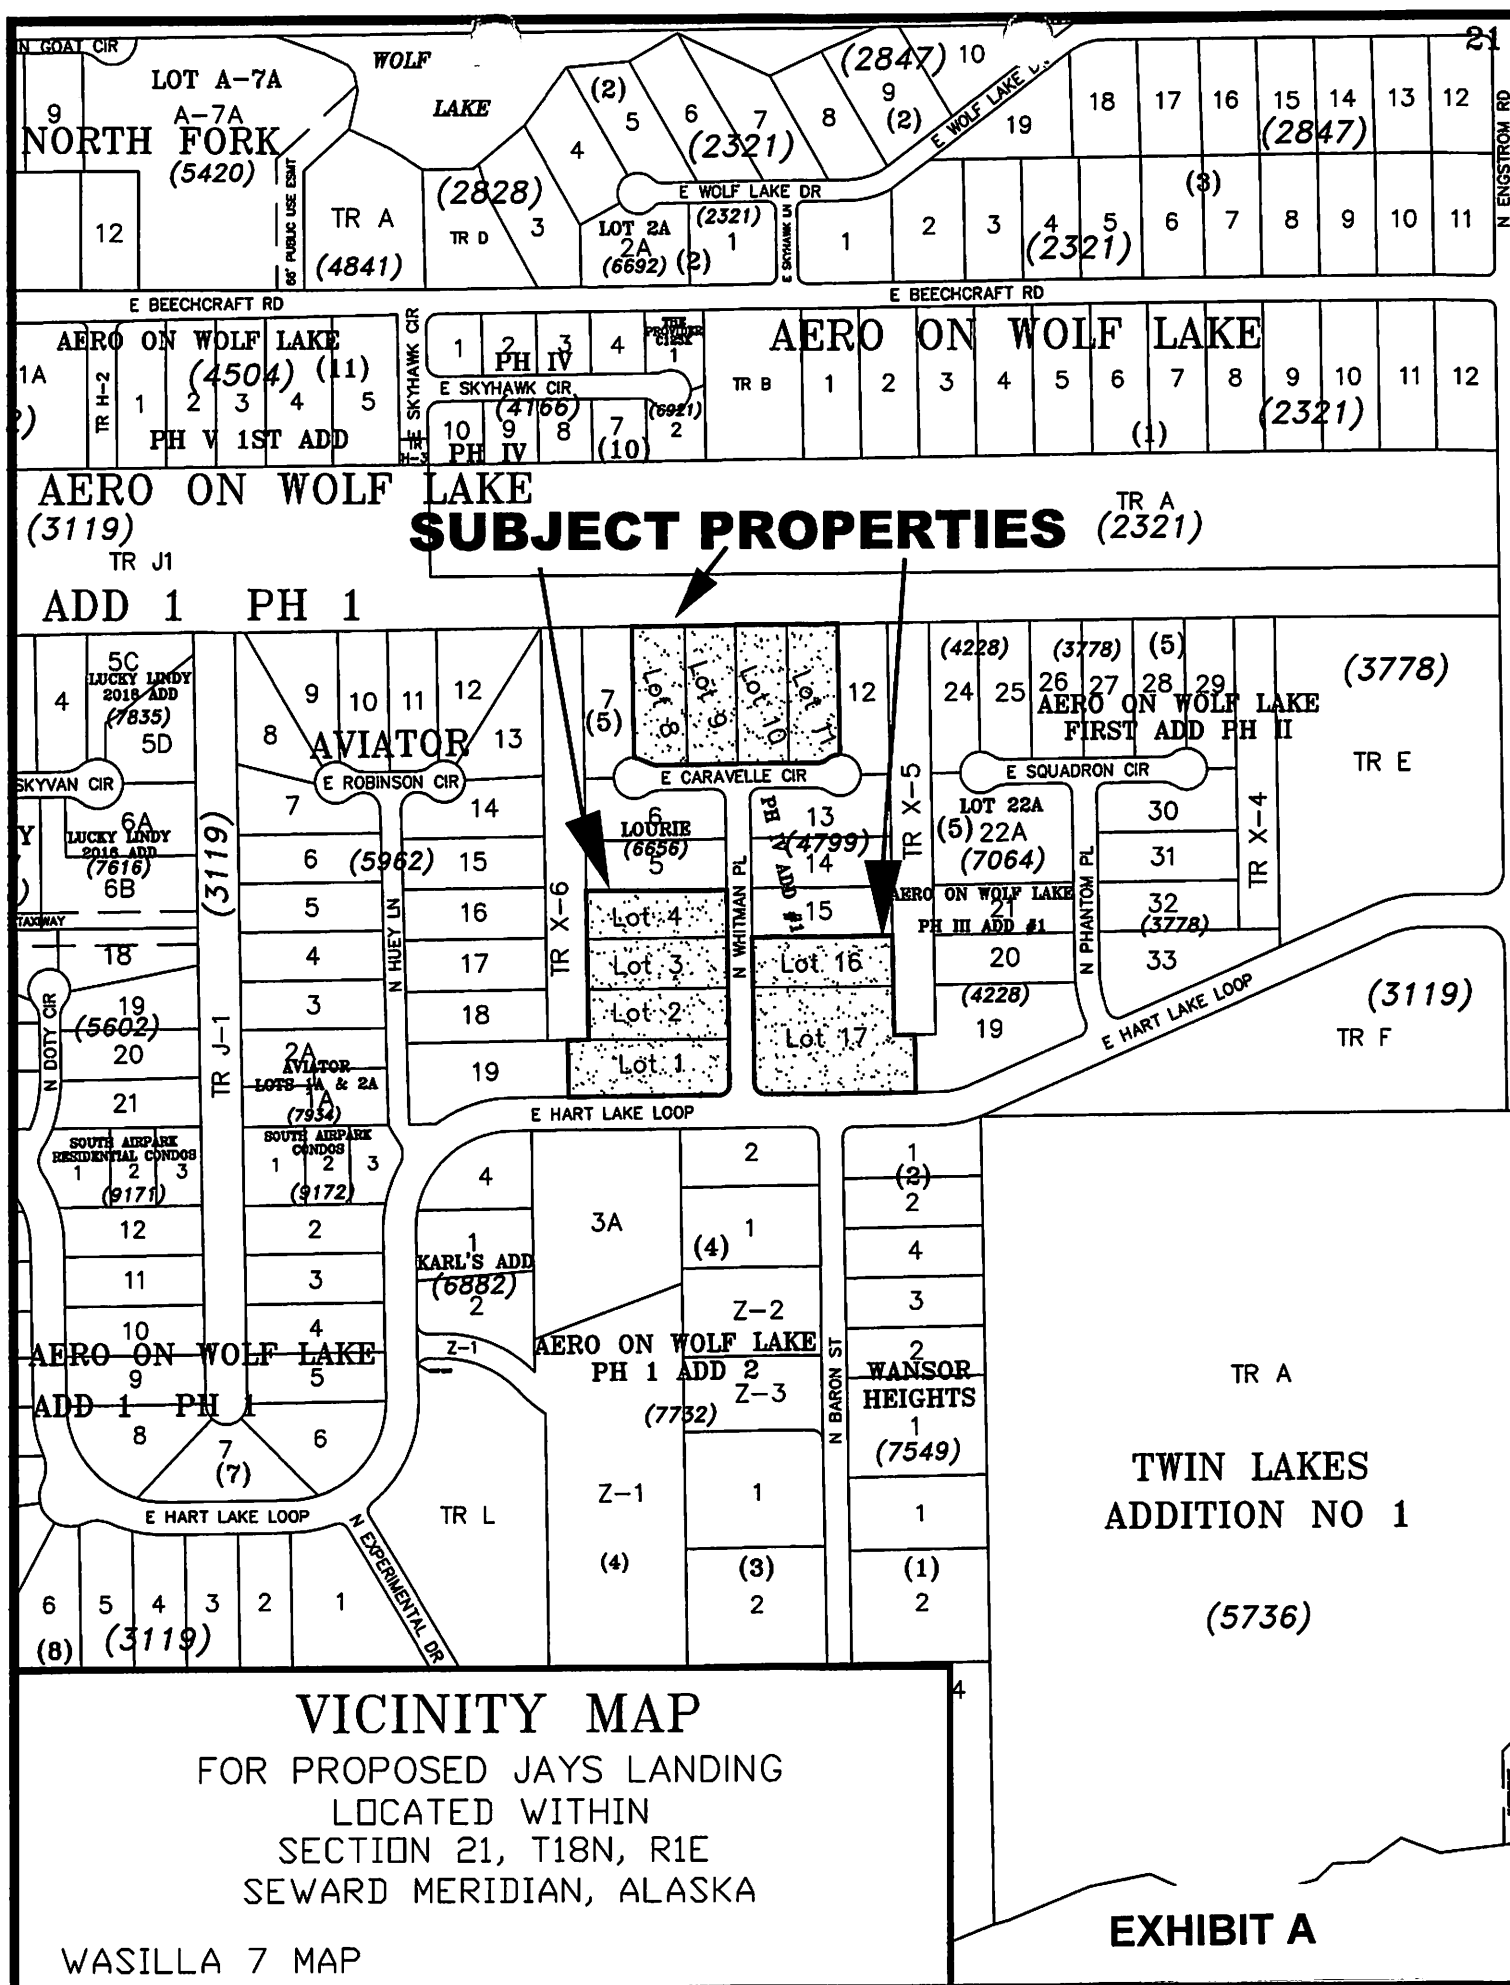 N GOAT CIR
LOT A-7A
A-7A
9
NORTH FORK
(5420)
12
66' PUBLIC USE ESMT
WOLF
LAKE
TR A
(4841)
(2828)
TR D
3
4
(2)
5
6
7
8
(2321)
(2847)
10
9
(2)
E WOLF LAKE
19
18
17
16
15
14
13
12
(2847)
21
N ENGSTROM RD
E WOLF LAKE DR
(2321)
LOT 2A
2A
(6692)
(2)
1
E SKYHAWK LN
1
2
3
4
5
6
7
8
9
10
11
(3)
(2321)
E BEECHCRAFT RD
E BEECHCRAFT RD
AERO ON WOLF LAKE
(4504)
(11)
1A
TR H-2
1
2
3
4
5
PH V 1ST ADD
E SKYHAWK CIR
TR
H-3
1
2
3
4
PH IV
E SKYHAWK CIR
(4166)
10
9
8
7
PH IV
(10)
THE
PROVIDER
1
(6921)
2
AERO ON WOLF LAKE
TR B
1
2
3
4
5
6
7
8
9
10
11
12
(2321)
(1)
AERO ON WOLF LAKE
(3119)
TR J1
ADD 1 PH 1
SUBJECT PROPERTIES
TR A
(2321)
4
5C
LUCKY LINDY
2018 ADD
(7835)
5D
SKYVAN CIR
6A
LUCKY LINDY
2016 ADD
(7616)
6B
Y
)
TAXIWAY
18
N DOTY CIR
19
(5602)
20
21
(3119)
TR J-1
8
9
10
11
12
13
AVIATOR
E ROBINSON CIR
7
6
5
4
3
2A
AVIATOR
LOTS 1A & 2A
1A
(7934)
(5962)
N HUEY LN
14
15
16
17
18
19
TR X-6
7
(5)
Lot 8
Lot 9
Lot 10
Lot 11
12
E CARAVELLE CIR
6
LOURIE
(6656)
5
Lot 4
Lot 3
Lot 2
Lot 1
N WHITMAN PL
PH IV ADD #1
13
(4799)
14
15
Lot 16
Lot 17
TR X-5
(4228)
(3778)
(5)
24
25
26
27
28
29
AERO ON WOLF LAKE
FIRST ADD PH II
E SQUADRON CIR
LOT 22A
(5)
22A
(7064)
AERO ON WOLF LAKE
21
PH III ADD #1
20
(4228)
19
N PHANTOM PL
30
31
32
(3778)
33
TR X-4
(3778)
TR E
E HART LAKE LOOP
(3119)
TR F
E HART LAKE LOOP
SOUTH AIRPARK
RESIDENTIAL CONDOS
1
2
3
(9171)
SOUTH AIRPARK
CONDOS
1
2
3
(9172)
12
11
10
9
8
7
(7)
6
5
4
3
2
AERO ON WOLF LAKE
ADD 1 PH 1
E HART LAKE LOOP
6
5
4
3
2
1
(8)
(3119)
N EXPERIMENTAL DR
4
1
KARL'S ADD
(6882)
2
Z-1
TR L
3A
2
1
(4)
Z-2
AERO ON WOLF LAKE
PH 1 ADD 2
Z-3
(7732)
Z-1
(4)
1
(3)
2
N BARON ST
1
(2)
2
4
3
2
WANSOR
HEIGHTS
1
(7549)
1
(1)
2
4
TR A
TWIN LAKES
ADDITION NO 1
(5736)
VICINITY MAP
FOR PROPOSED JAYS LANDING
LOCATED WITHIN
SECTION 21, T18N, R1E
SEWARD MERIDIAN, ALASKA
WASILLA 7 MAP
EXHIBIT A